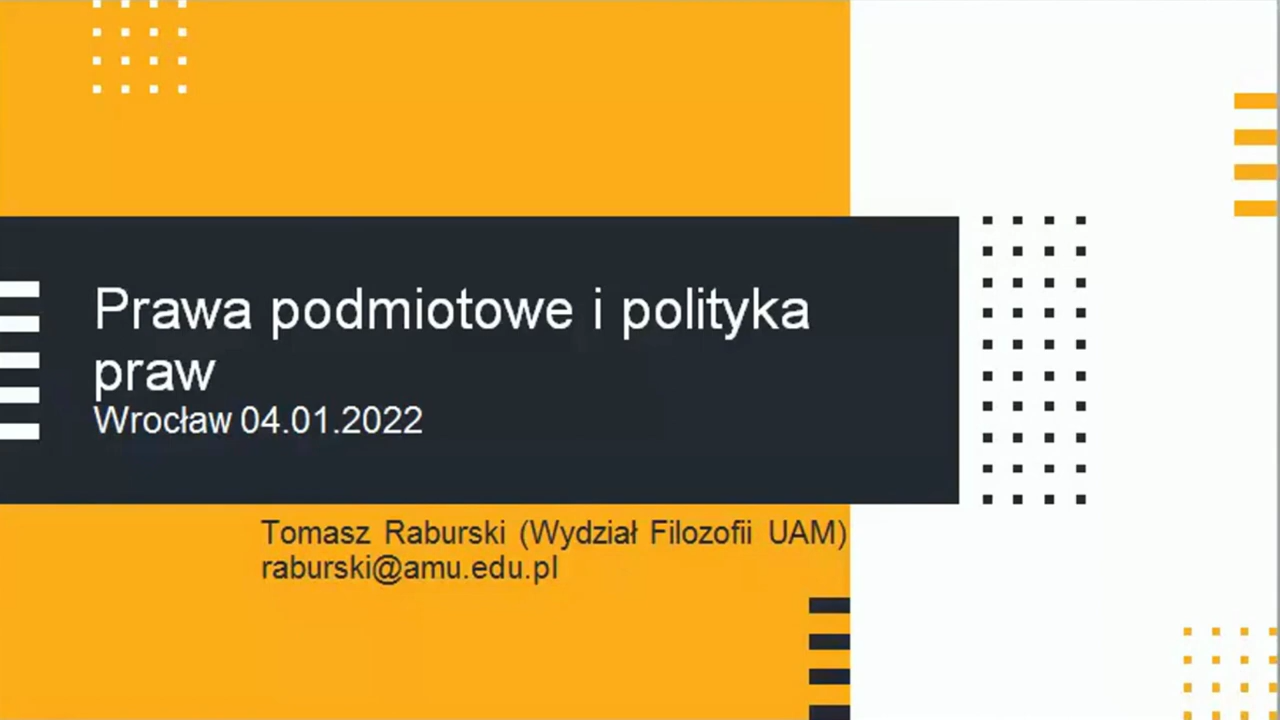 Prawa podmiotowe i polityka
praw
Wrocław 04.01.2022
Tomasz Raburski (Wydział Filozofii UAM)
raburski@amu.edu.pl